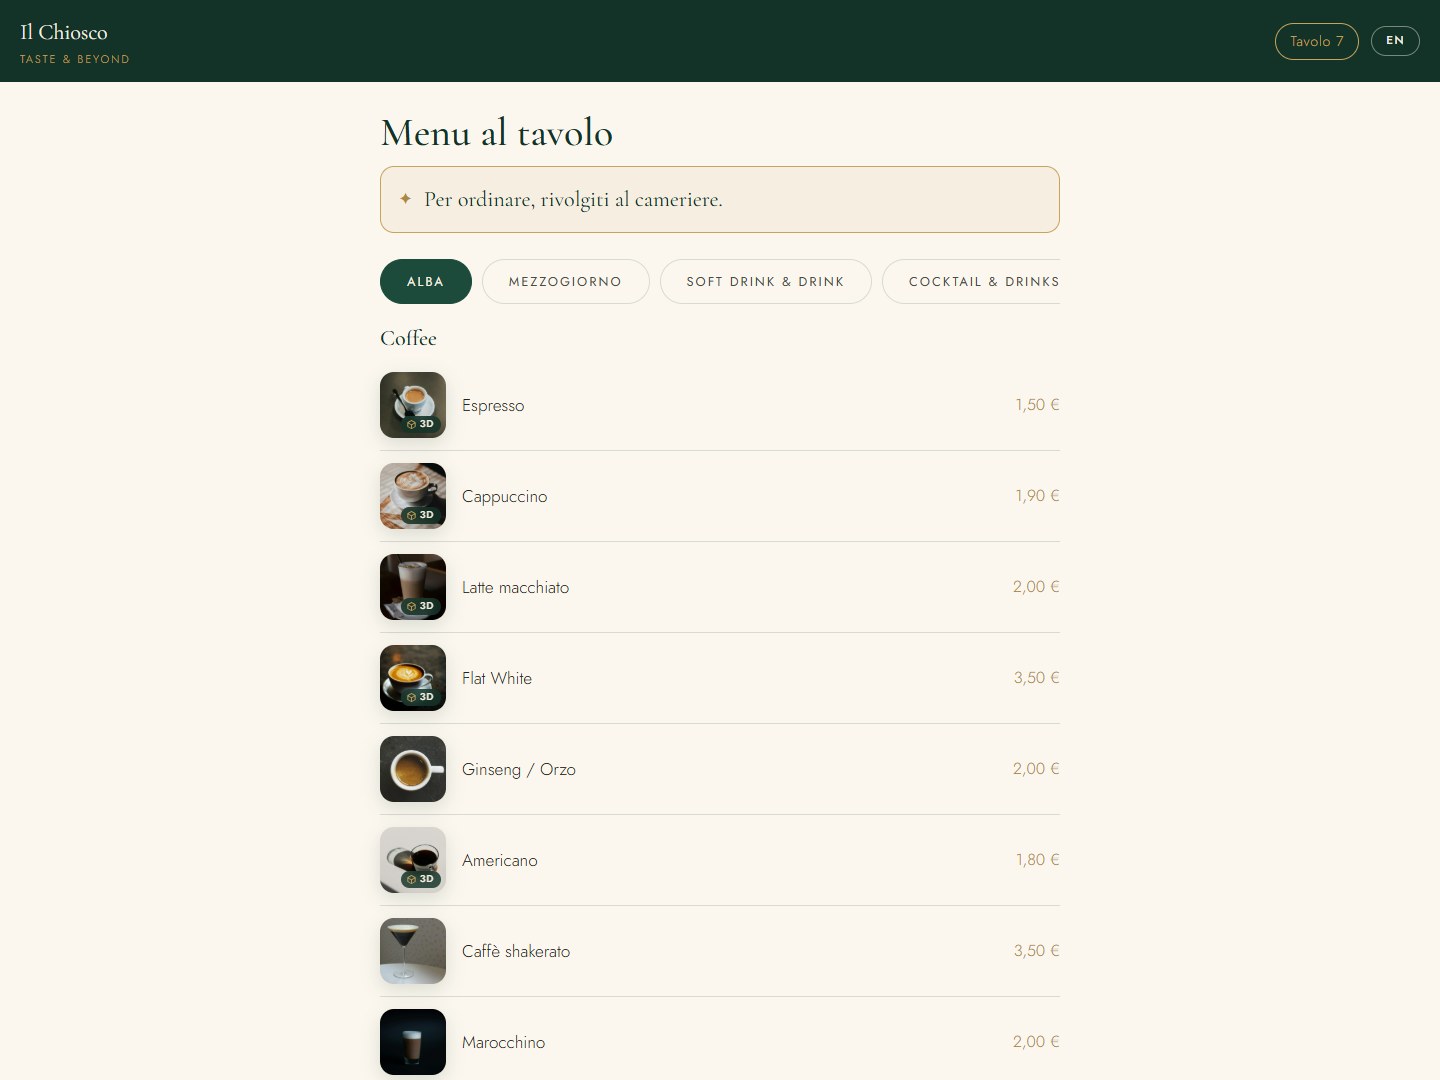 Il Chiosco
TASTE & BEYOND
Tavolo 7
EN
Menu al tavolo
✦ Per ordinare, rivolgiti al cameriere.
ALBA
MEZZOGIORNO
SOFT DRINK & DRINK
COCKTAIL & DRINKS
Coffee
3D
Espresso
1,50 €
3D
Cappuccino
1,90 €
3D
Latte macchiato
2,00 €
3D
Flat White
3,50 €
Ginseng / Orzo
2,00 €
3D
Americano
1,80 €
Caffè shakerato
3,50 €
Marocchino
2,00 €